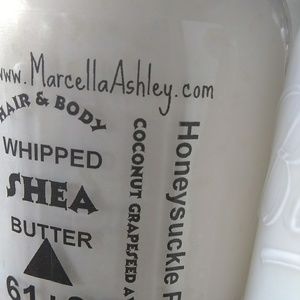 www.MarcellaAshley.com
HAIR & BODY
WHIPPED
SHEA
BUTTER
COCONUT GRAPESEED
Honeysuckle